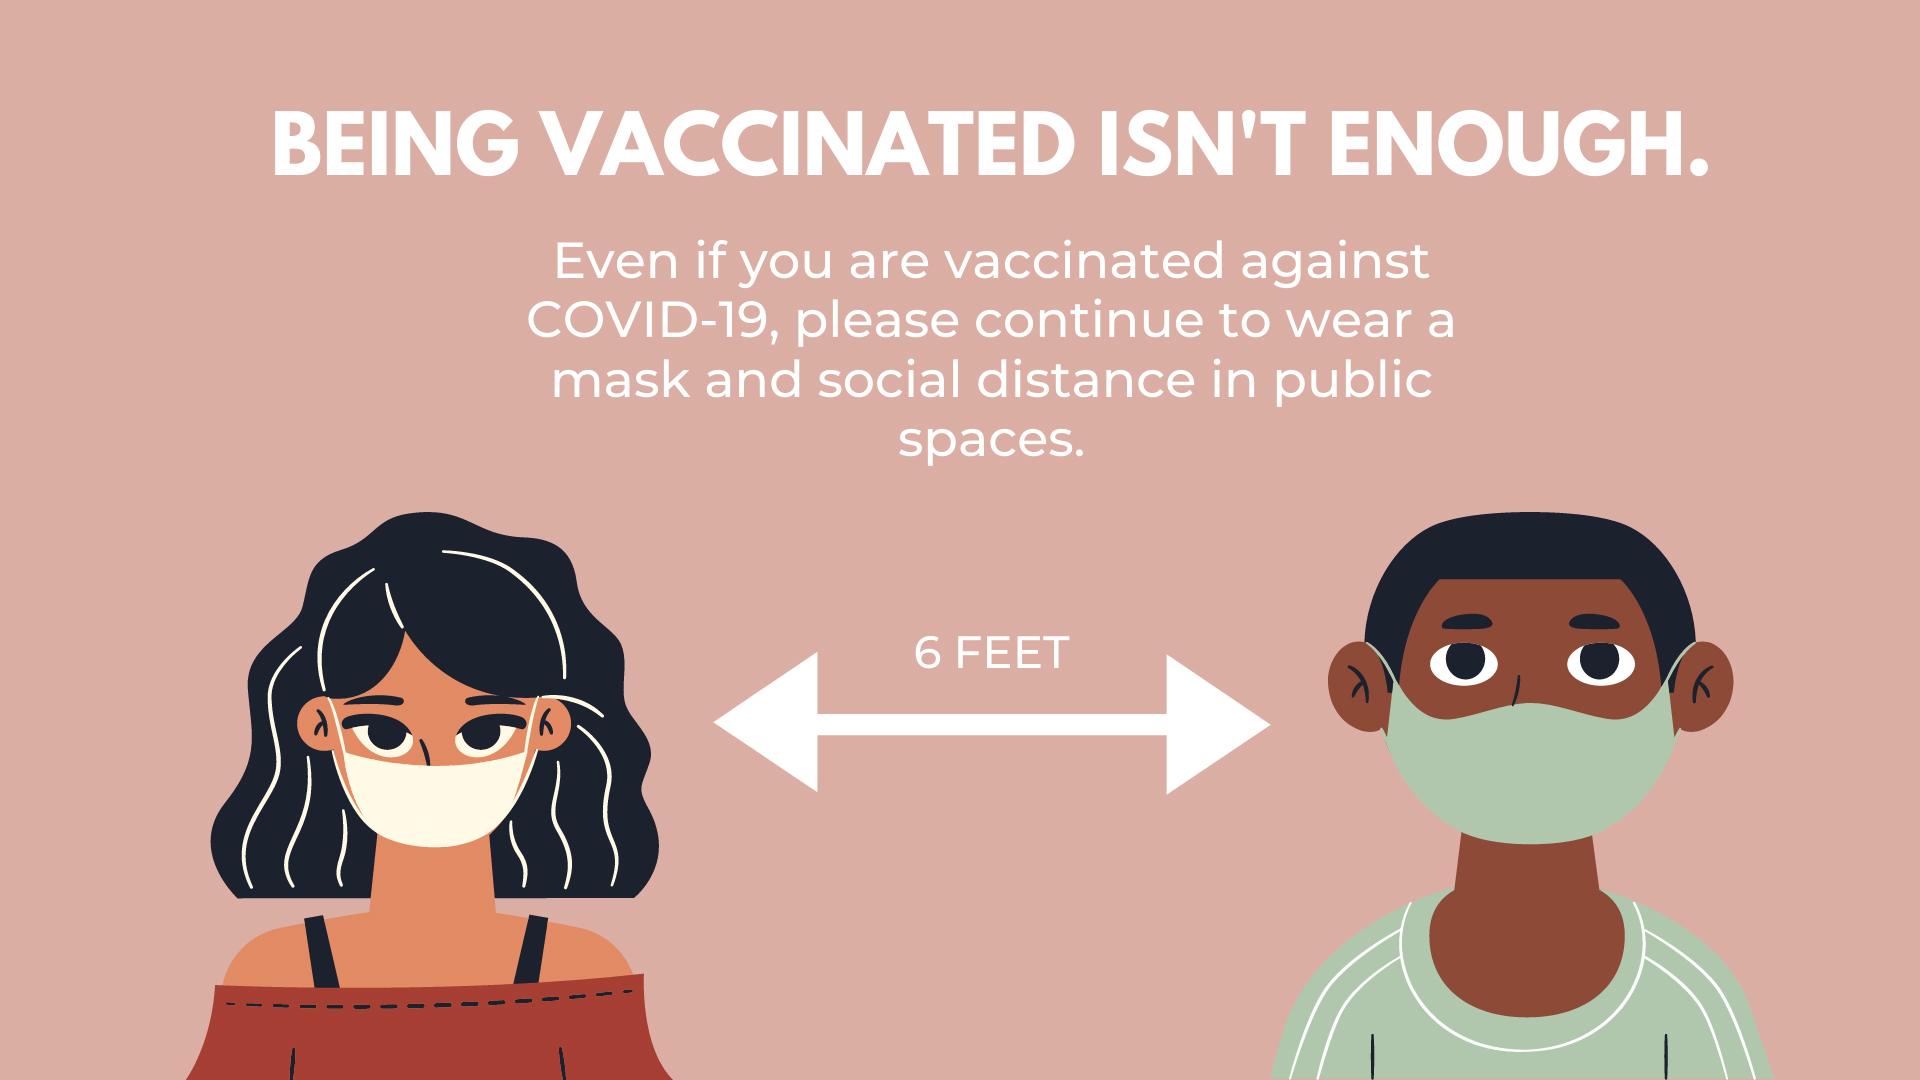 BEING VACCINATED ISN'T ENOUGH.
Even if you are vaccinated against
COVID-19, please continue to wear a
mask and social distance in public
spaces.
6 FEET